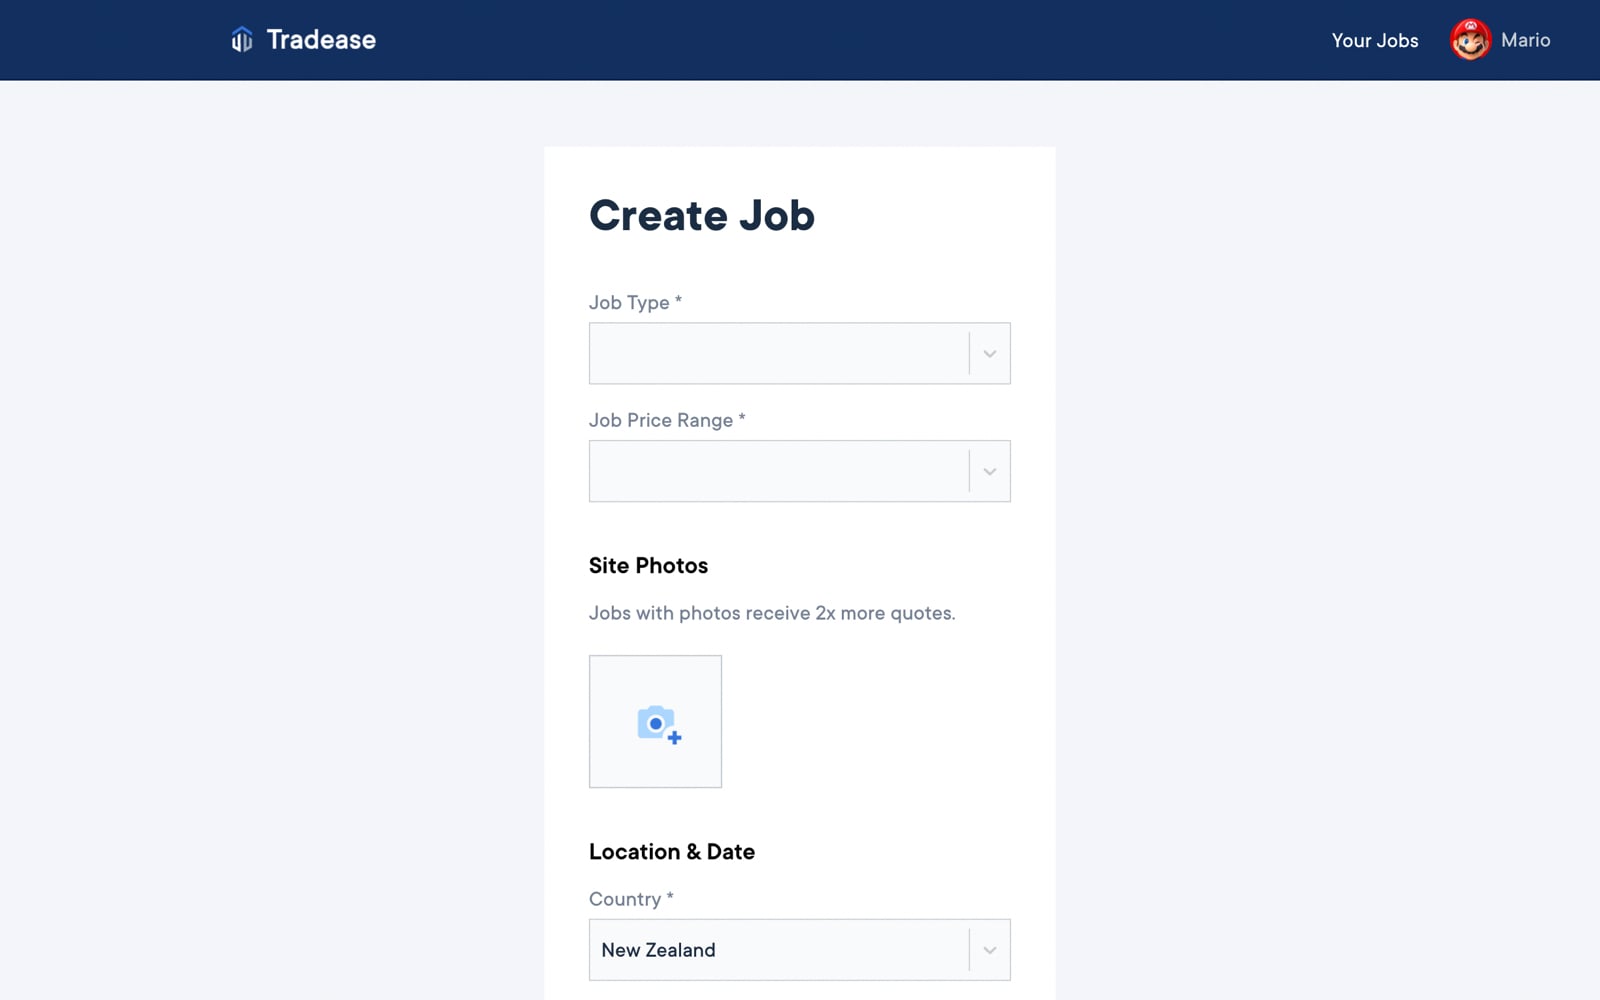 Tradease
Your Jobs
Mario
Create Job
Job Type *
Job Price Range *
Site Photos
Jobs with photos receive 2x more quotes.
Location & Date
Country *
New Zealand